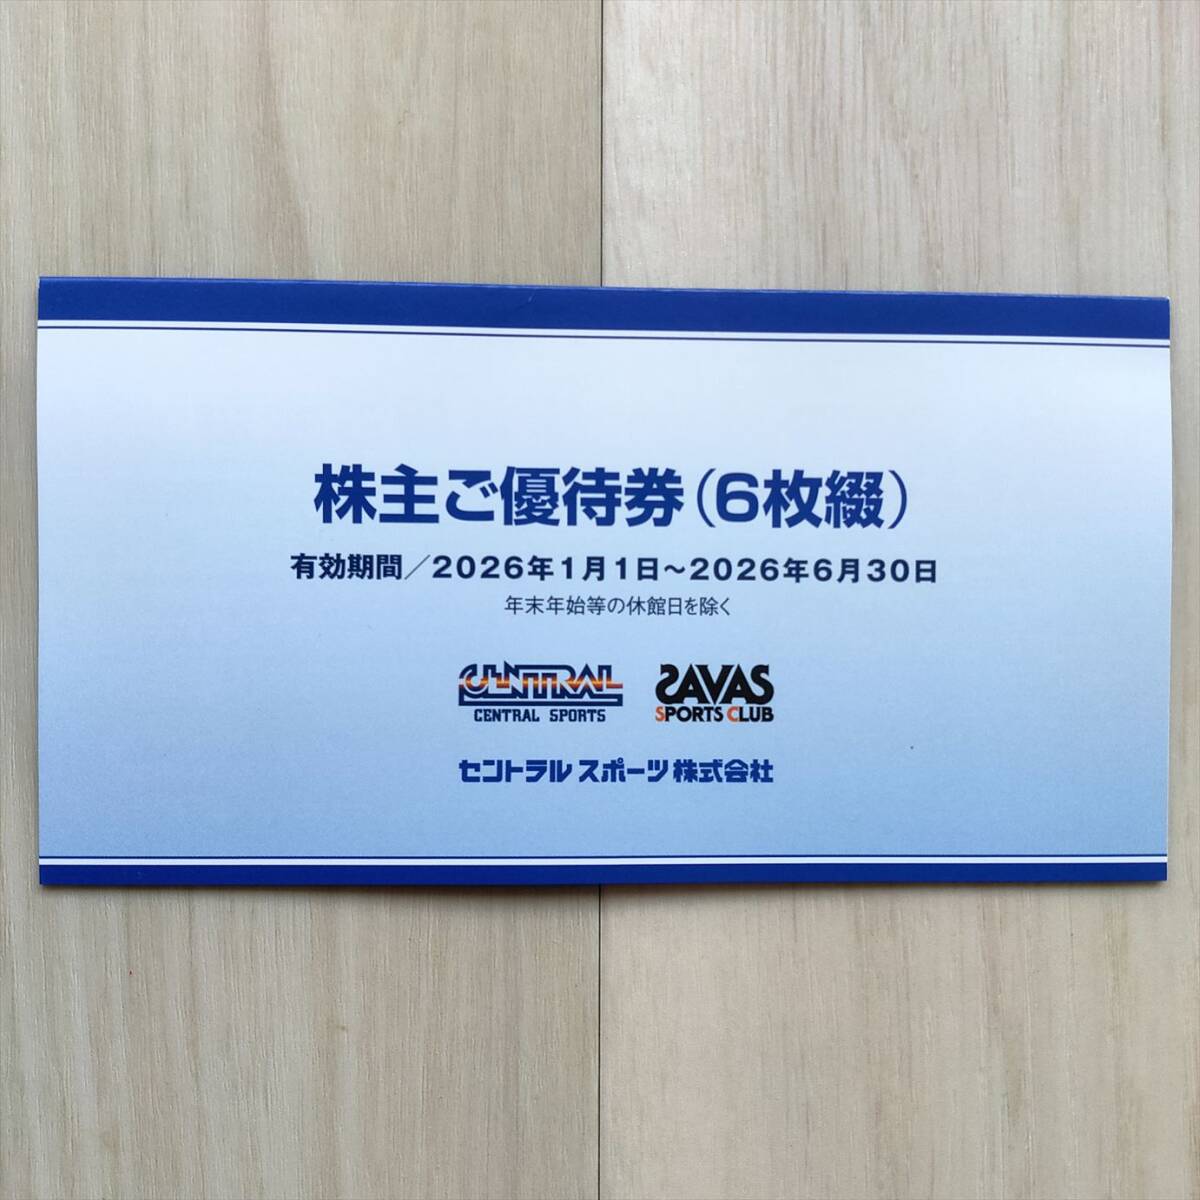 株主ご優待券（6枚綴）
有効期間／2026年1月1日～2026年6月30日
年末年始等の休館日を除く
CENTRAL SAVAS
CENTRAL SPORTS SPORTS CLUB
セントラルスポーツ株式会社